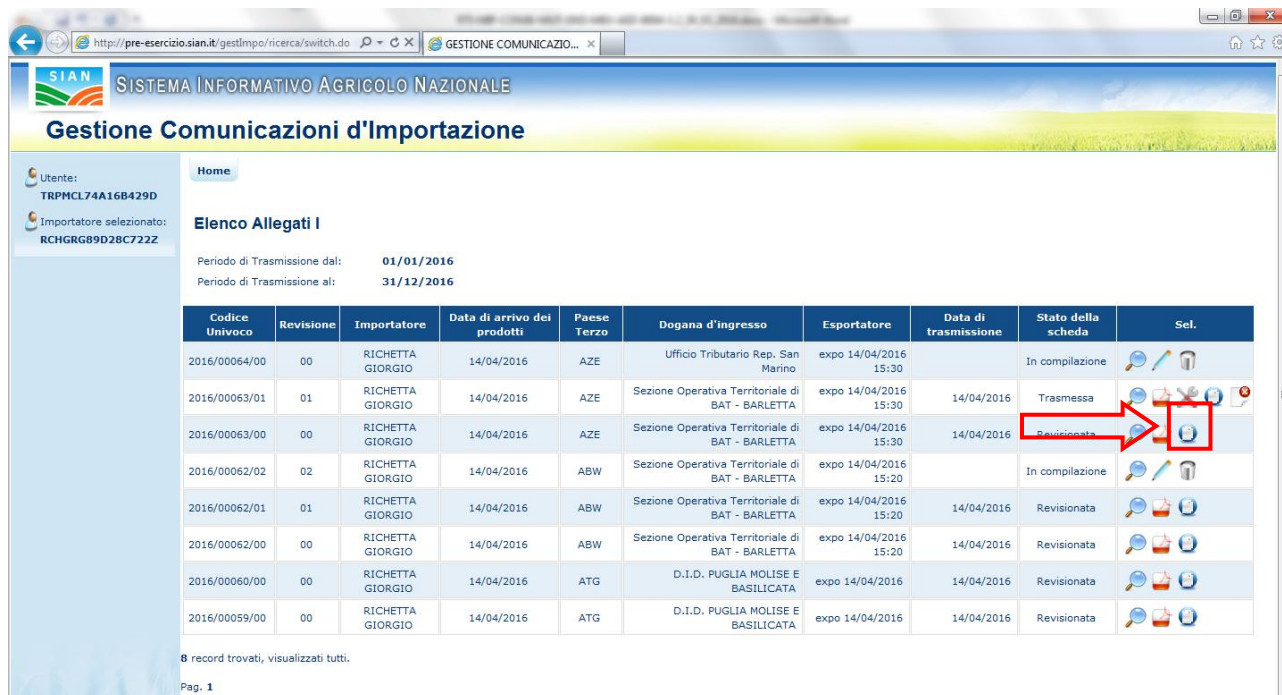 http://pre-esercizio.sian.it/gestImpo/ricerca/switch.do
GESTIONE COMUNICAZIO...
SIAN
SISTEMA INFORMATIVO AGRICOLO NAZIONALE
Gestione Comunicazioni d'Importazione
Utente:
TRPMCL74A16B429D
Importatore selezionato:
RCHGRG89D28C722Z
Home
Elenco Allegati I
Periodo di Trasmissione dal: 01/01/2016
Periodo di Trasmissione al: 31/12/2016
Codice Univoco Revisione Importatore Data di arrivo dei prodotti Paese Terzo Dogana d'ingresso Esportatore Data di trasmissione Stato della scheda Sel.
2016/00064/00 00 RICHETTA GIORGIO 14/04/2016 AZE Ufficio Tributario Rep. San Marino expo 14/04/2016 15:30 In compilazione
2016/00063/01 01 RICHETTA GIORGIO 14/04/2016 AZE Sezione Operativa Territoriale di BAT - BARLETTA expo 14/04/2016 15:30 14/04/2016 Trasmessa
2016/00063/00 00 RICHETTA GIORGIO 14/04/2016 AZE Sezione Operativa Territoriale di BAT - BARLETTA expo 14/04/2016 15:30 14/04/2016 Revisionata
2016/00062/02 02 RICHETTA GIORGIO 14/04/2016 ABW Sezione Operativa Territoriale di BAT - BARLETTA expo 14/04/2016 15:20 In compilazione
2016/00062/01 01 RICHETTA GIORGIO 14/04/2016 ABW Sezione Operativa Territoriale di BAT - BARLETTA expo 14/04/2016 15:20 14/04/2016 Revisionata
2016/00062/00 00 RICHETTA GIORGIO 14/04/2016 ABW Sezione Operativa Territoriale di BAT - BARLETTA expo 14/04/2016 15:20 14/04/2016 Revisionata
2016/00060/00 00 RICHETTA GIORGIO 14/04/2016 ATG D.I.D. PUGLIA MOLISE E BASILICATA expo 14/04/2016 14/04/2016 Revisionata
2016/00059/00 00 RICHETTA GIORGIO 14/04/2016 ATG D.I.D. PUGLIA MOLISE E BASILICATA expo 14/04/2016 14/04/2016 Revisionata
8 record trovati, visualizzati tutti.
Pag. 1